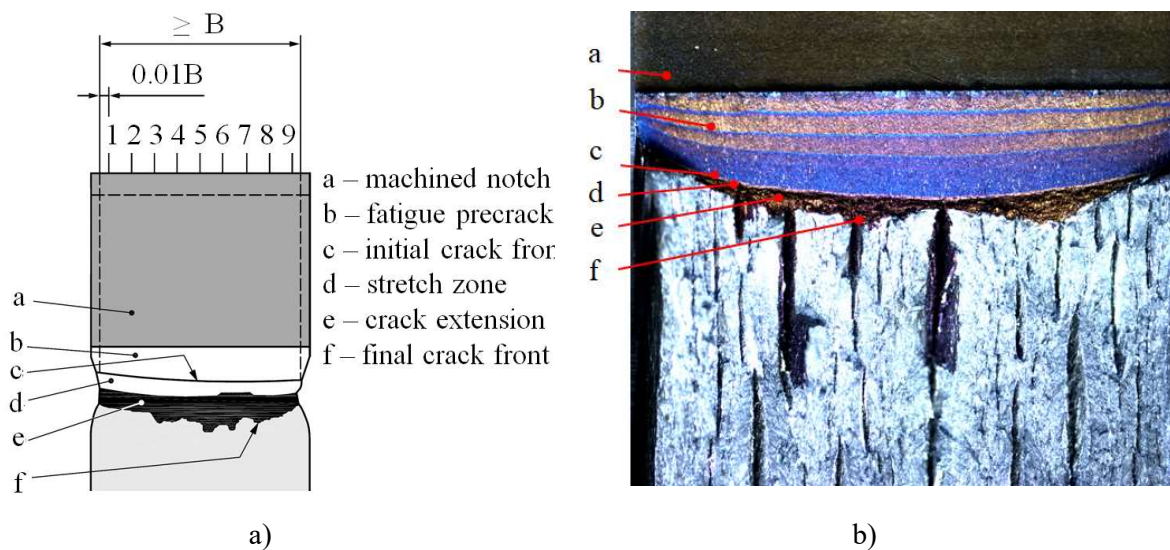 ≥ B
0.01B
1 2 3 4 5 6 7 8 9
a – machined notch
b – fatigue precrack
c – initial crack fron
d – stretch zone
e – crack extension
f – final crack front
a
b
c
d
e
f
a)
a
b
c
d
e
f
b)